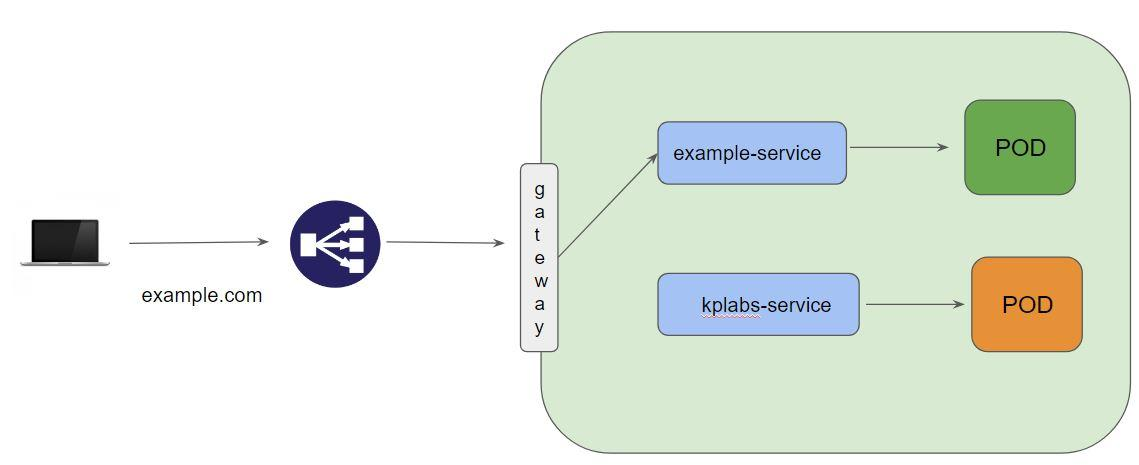 example.com
gateway
example-service
POD
kplabs-service
POD